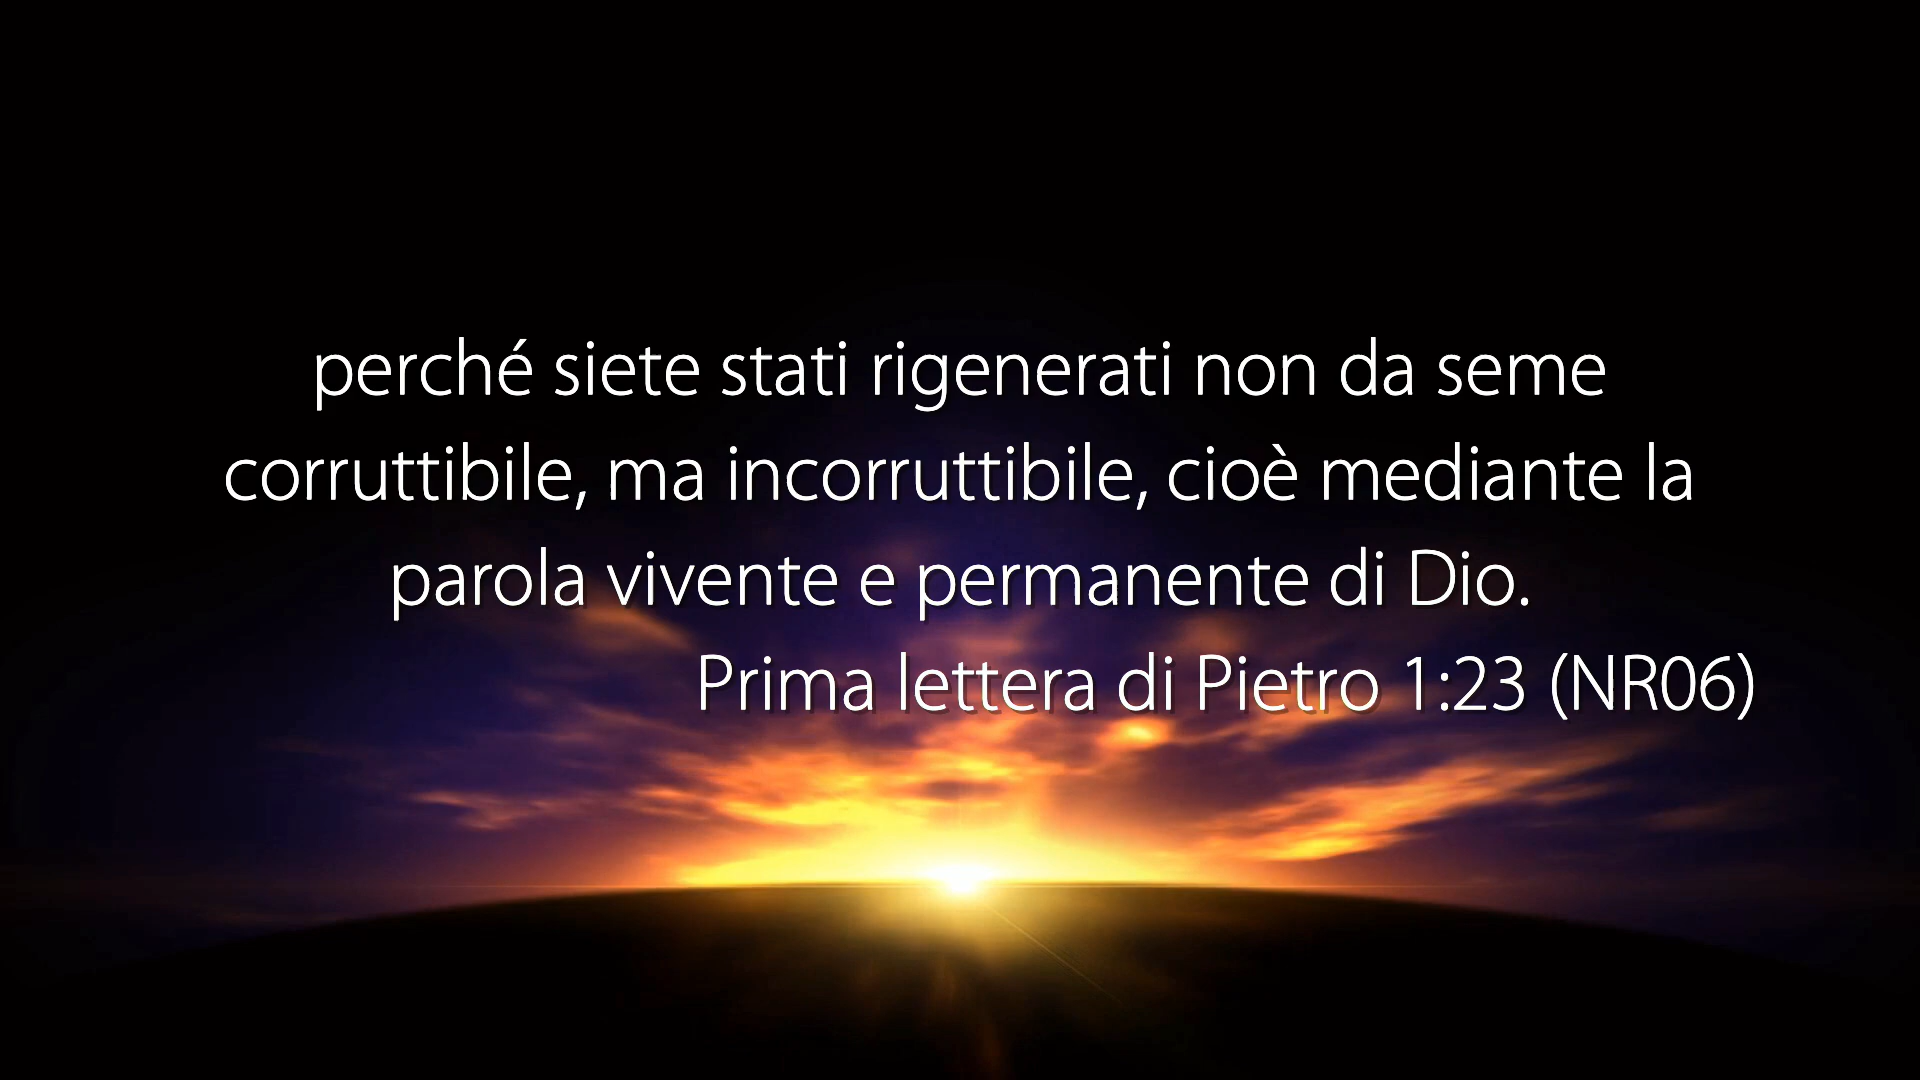 perché siete stati rigenerati non da seme
corruttibile, ma incorruttibile, cioè mediante la
parola vivente e permanente di Dio.
Prima lettera di Pietro 1:23 (NR06)